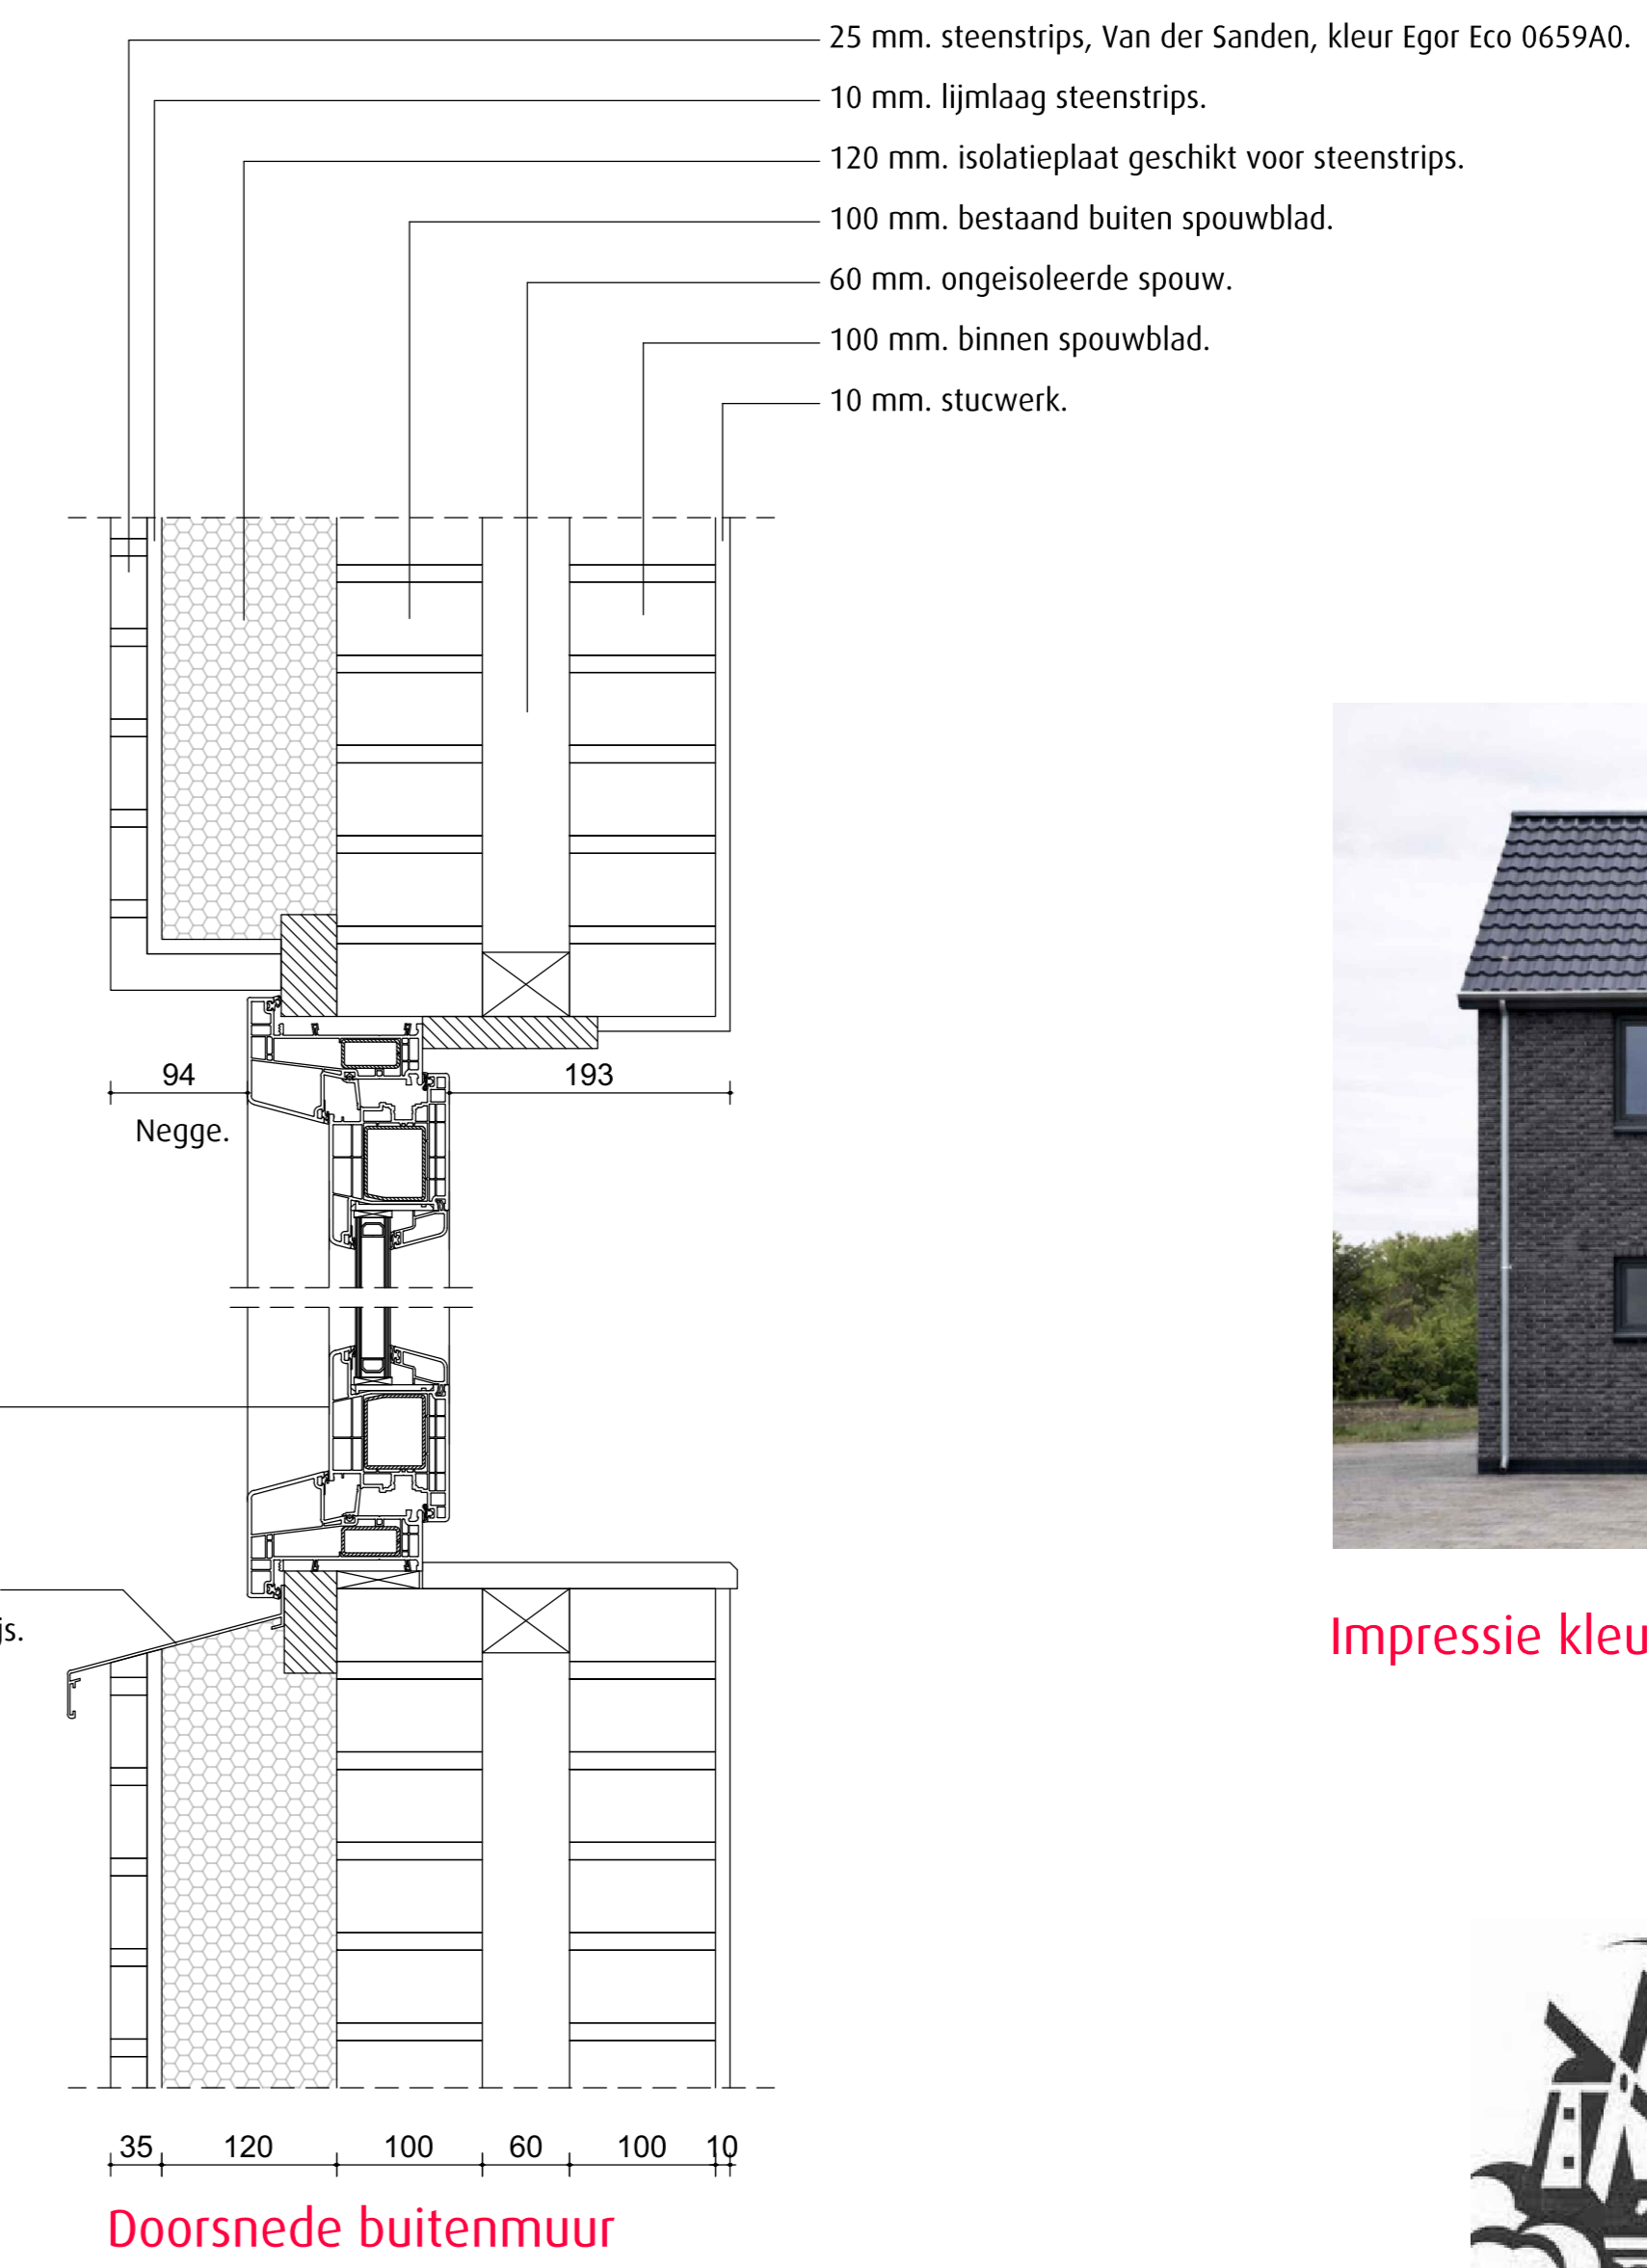 25 mm. steenstrips, Van der Sanden, kleur Egor Eco 0659A0.
10 mm. lijmlaag steenstrips.
120 mm. isolatieplaat geschikt voor steenstrips.
100 mm. bestaand buiten spouwblad.
60 mm. ongeisoleerde spouw.
100 mm. binnen spouwblad.
10 mm. stucwerk.
94
193
Negge.
js.
Impressie kleu
35 120 100 60 100 10
Doorsnede buitenmuur